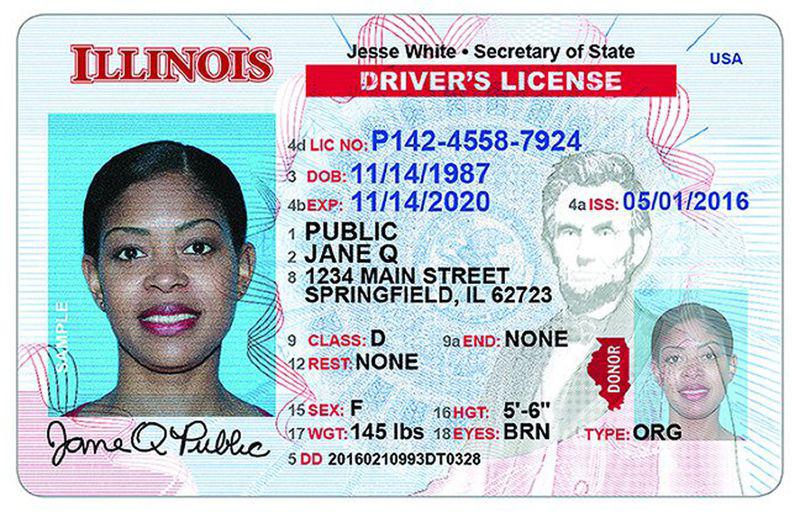 ILLINOIS
Jesse White • Secretary of State
USA
DRIVER'S LICENSE
4d LIC NO: P142-4558-7924
3 DOB: 11/14/1987
4b EXP: 11/14/2020
4a ISS: 05/01/2016
1 PUBLIC
2 JANE Q
8 1234 MAIN STREET
SPRINGFIELD, IL 62723
9 CLASS: D
9a END: NONE
12 REST: NONE
DONOR
15 SEX: F
16 HGT: 5'-6"
17 WGT: 145 lbs
18 EYES: BRN
TYPE: ORG
5 DD 20160210993DT0328
SAMPLE
Jane Q Public